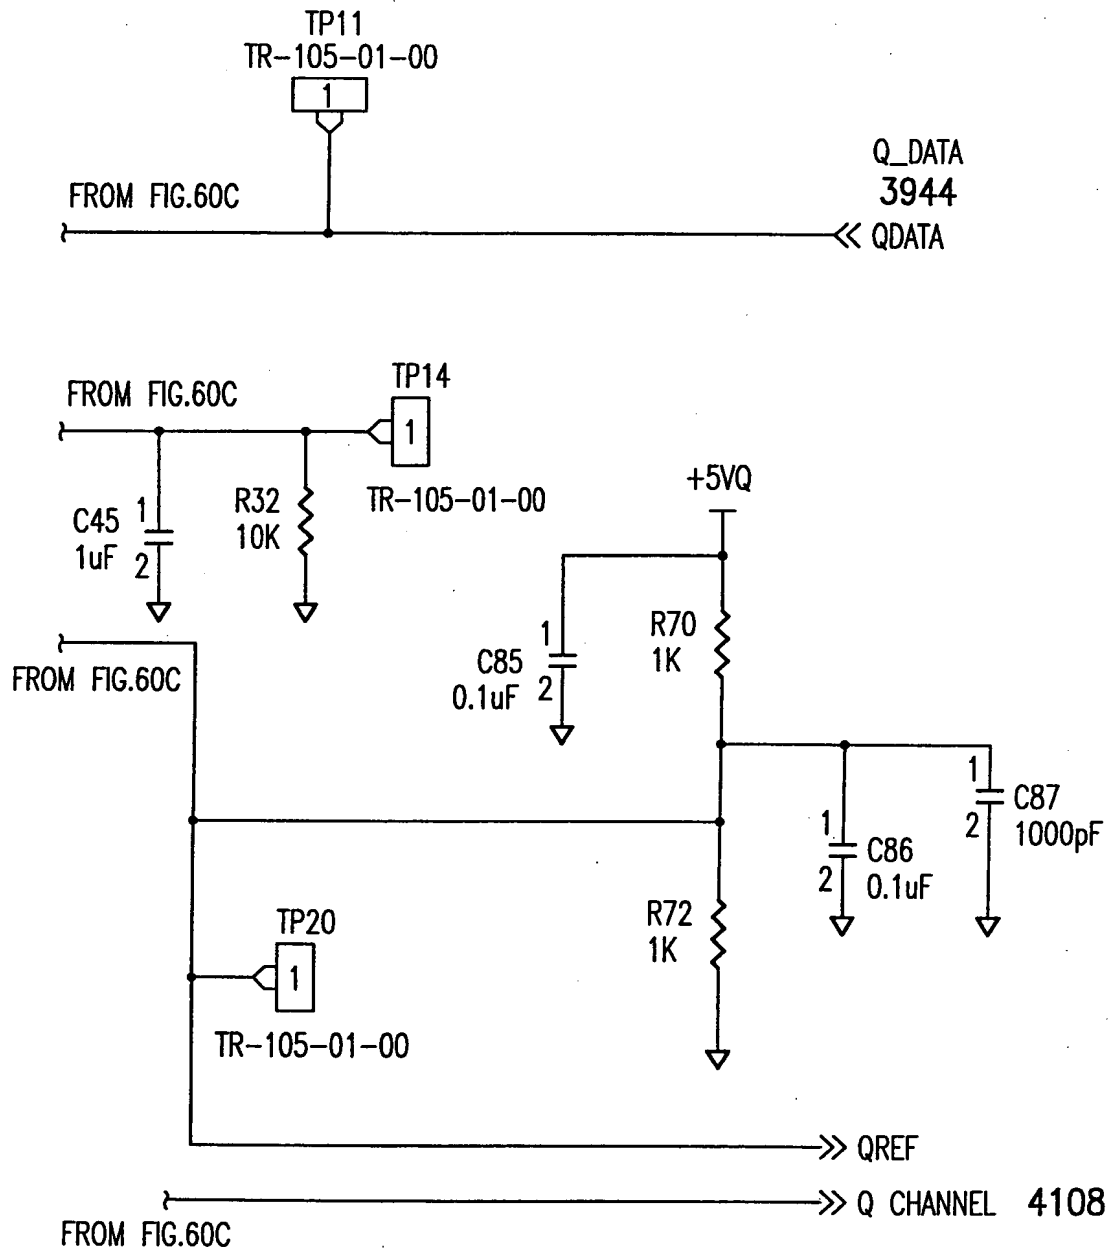 TP11
TR-105-01-00
1
FROM FIG.60C
Q_DATA
3944
QDATA
FROM FIG.60C
TP14
1
TR-105-01-00
C45
1uF
1
2
R32
10K
+5VQ
FROM FIG.60C
C85
0.1uF
1
2
R70
1K
1
2
C87
1000pF
1
2
C86
0.1uF
R72
1K
TP20
1
TR-105-01-00
QREF
Q CHANNEL 4108
FROM FIG.60C